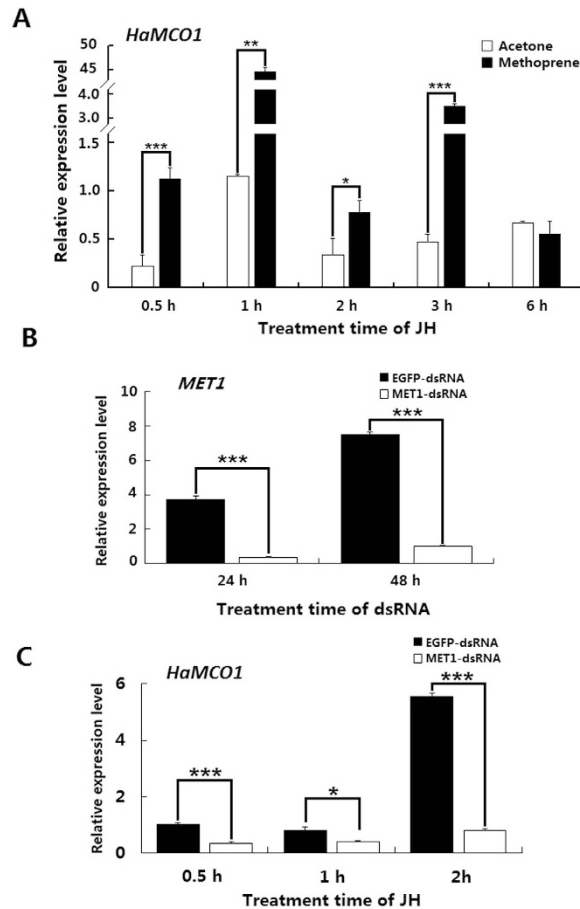 A
HaMCO1
Acetone
Methoprene
Relative expression level
50
45
4.0
3.0
1.5
1.0
0.5
0
***
**
*
***
0.5 h 1 h 2 h 3 h 6 h
Treatment time of JH
B
MET1
EGFP-dsRNA
MET1-dsRNA
Relative expression level
10
8
6
4
2
0
***
***
24 h 48 h
Treatment time of dsRNA
C
HaMCO1
EGFP-dsRNA
MET1-dsRNA
Relative expression level
6
4
2
0
***
*
***
0.5 h 1 h 2h
Treatment time of JH